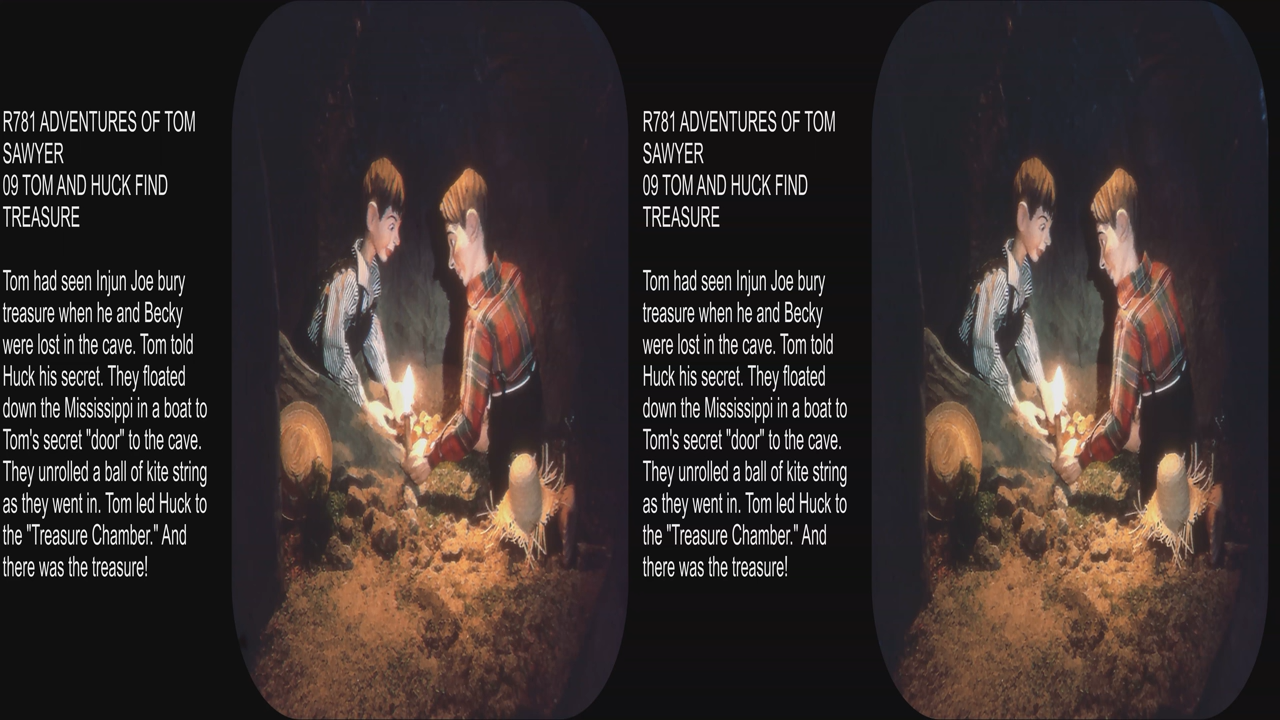 R781 ADVENTURES OF TOM
SAWYER
09 TOM AND HUCK FIND
TREASURE
Tom had seen Injun Joe bury
treasure when he and Becky
were lost in the cave. Tom told
Huck his secret. They floated
down the Mississippi in a boat to
Tom's secret "door" to the cave.
They unrolled a ball of kite string
as they went in. Tom led Huck to
the "Treasure Chamber." And
there was the treasure!
R781 ADVENTURES OF TOM
SAWYER
09 TOM AND HUCK FIND
TREASURE
Tom had seen Injun Joe bury
treasure when he and Becky
were lost in the cave. Tom told
Huck his secret. They floated
down the Mississippi in a boat to
Tom's secret "door" to the cave.
They unrolled a ball of kite string
as they went in. Tom led Huck to
the "Treasure Chamber." And
there was the treasure!